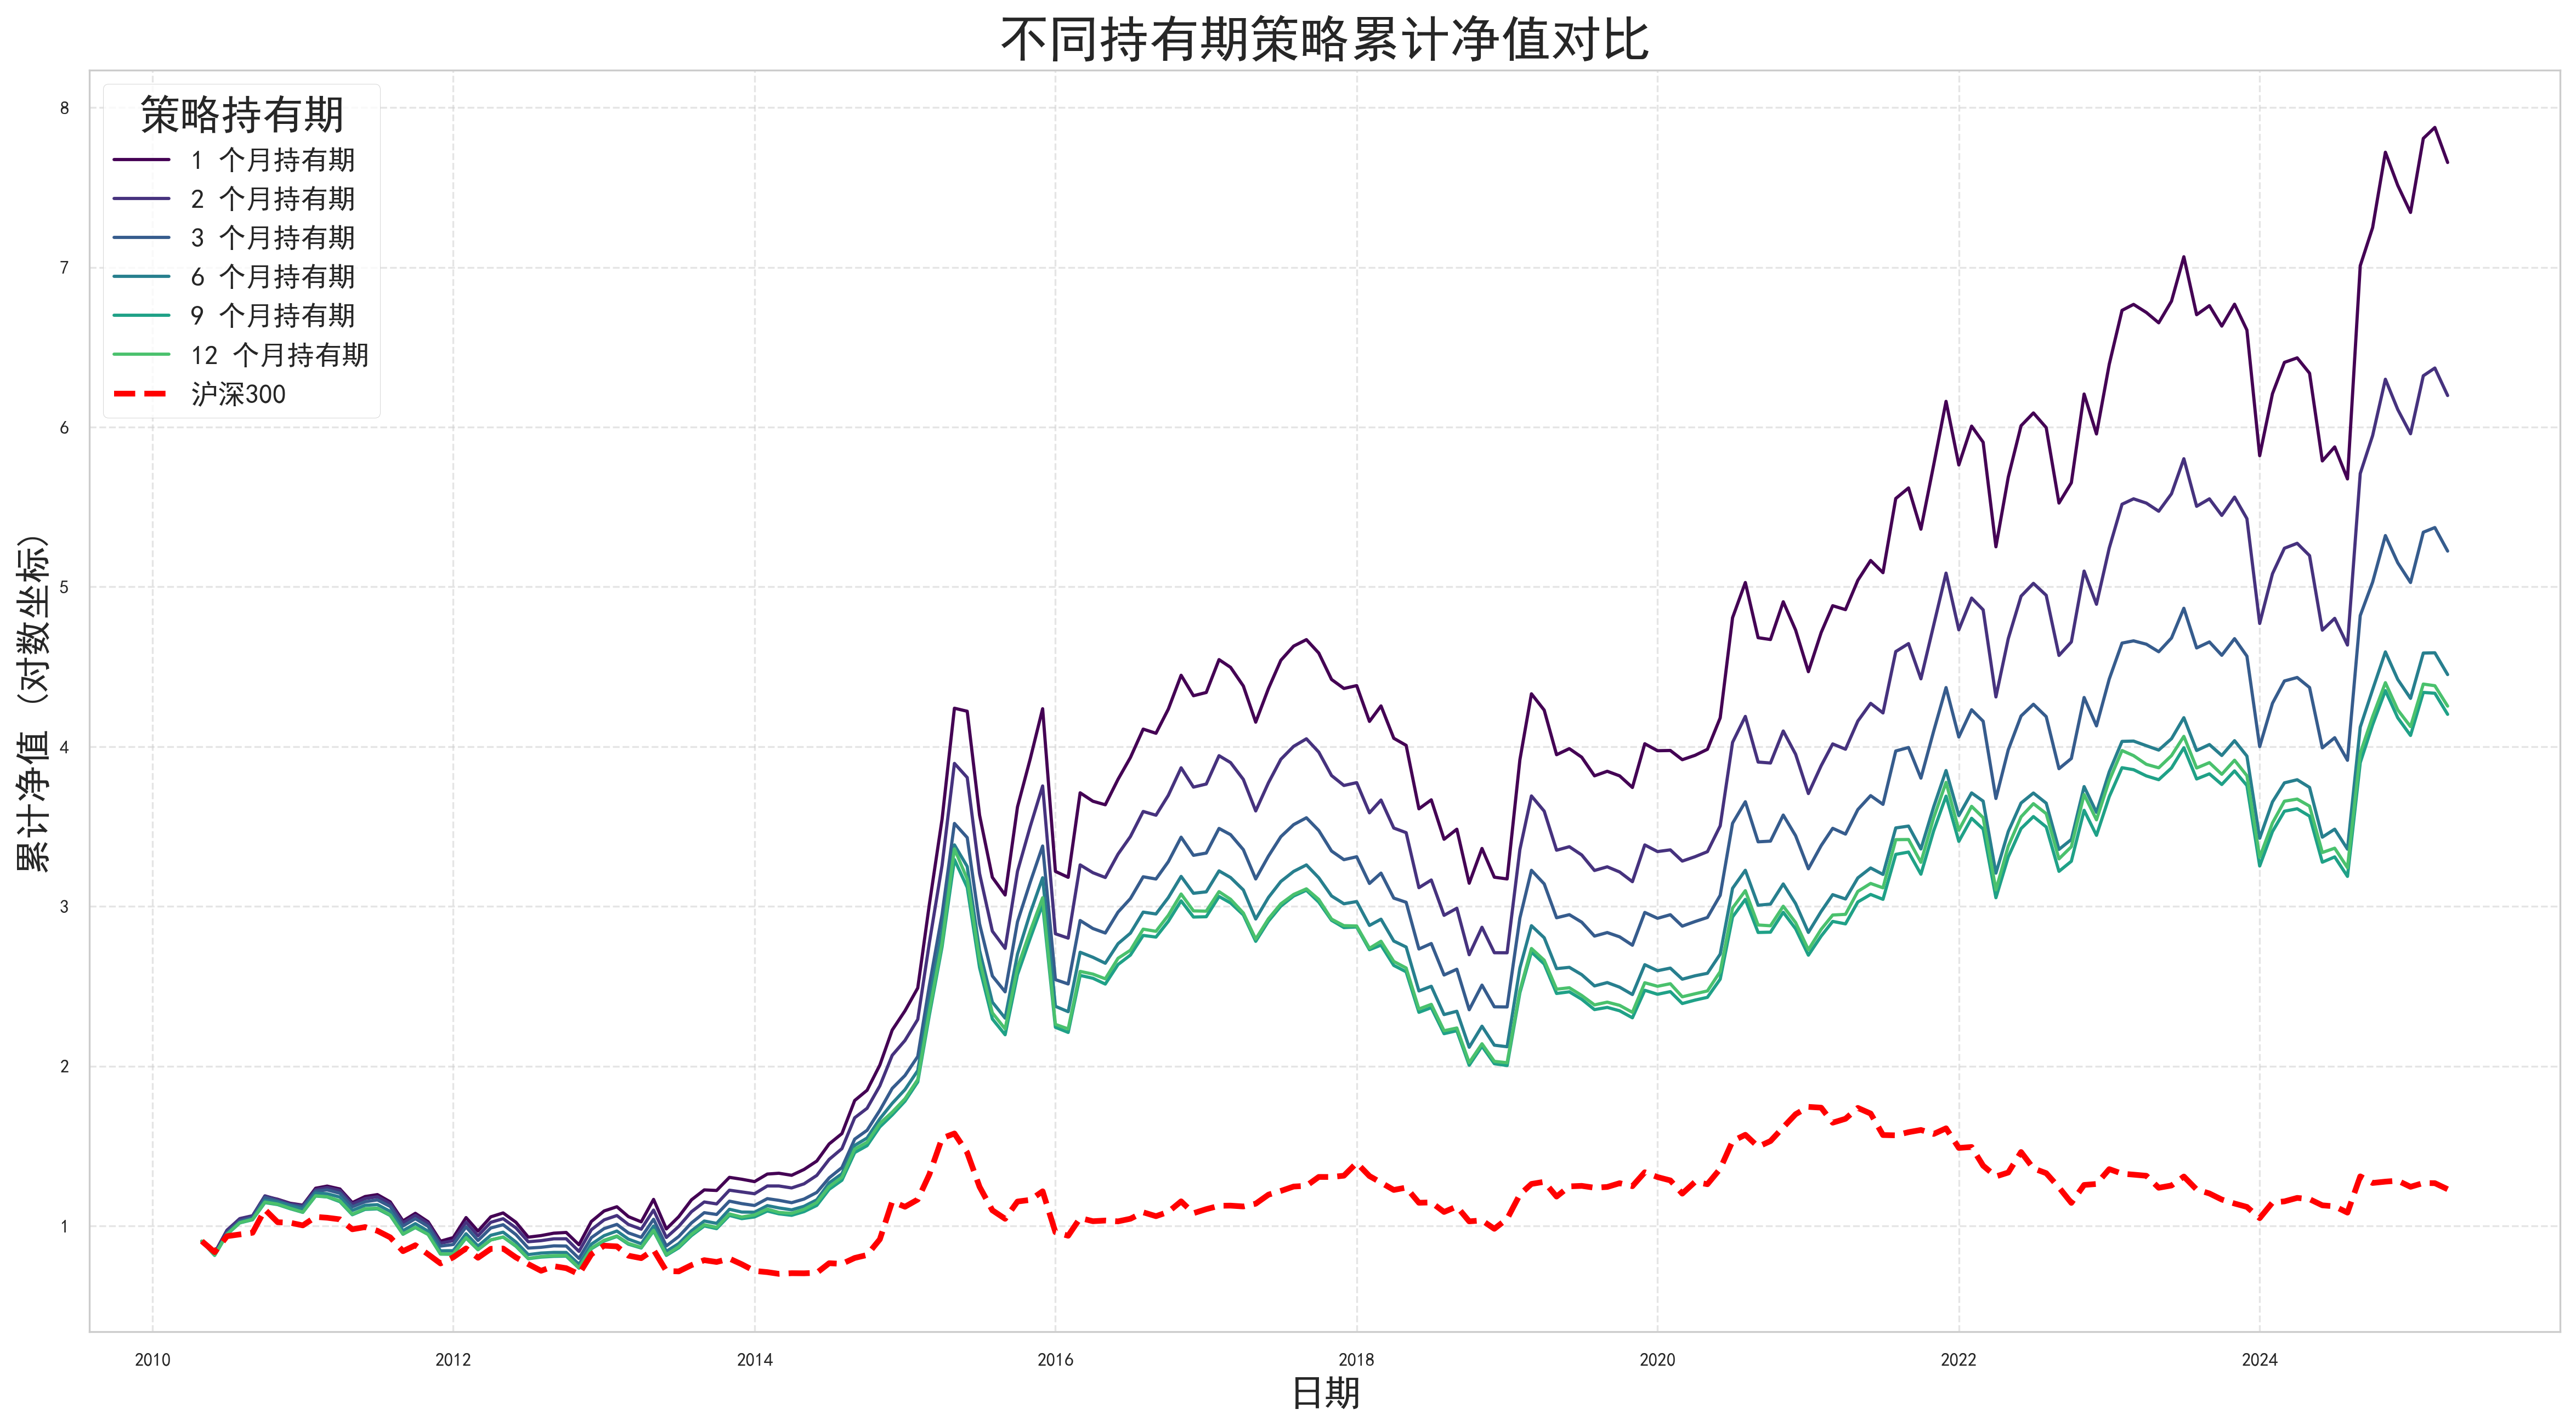 不同持有期策略累计净值对比
策略持有期
1 个月持有期
2 个月持有期
3 个月持有期
6 个月持有期
9 个月持有期
12 个月持有期
沪深300
累计净值 (对数坐标)
8
7
6
5
4
3
2
1
2010
2012
2014
2016
2018
2020
2022
2024
日期